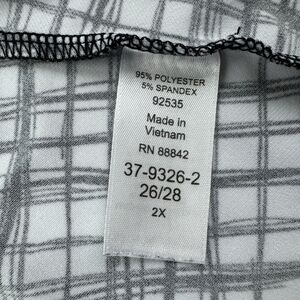 95% POLYESTER
5% SPANDEX
92535
Made in
Vietnam
RN 88842
37-9326-2
26/28
2X